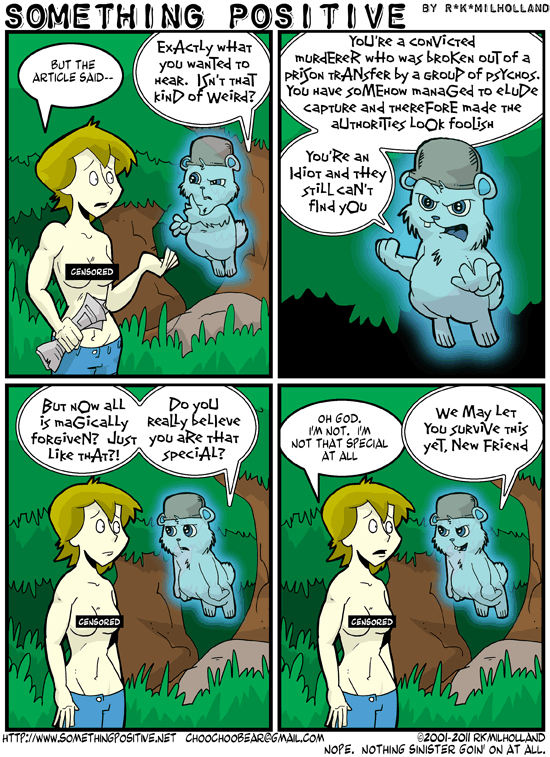 SOMETHING POSITIVE BY R*K*MILHOLLAND
BUT THE
ARTICLE SAID--
EXACTLY WHAT
YOU WANTED TO
HEAR. ISN'T THAT
KIND OF WEIRD?
CENSORED
YOU'RE A CONVICTED
MURDERER WHO WAS BROKEN OUT OF A
PRISON TRANSFER BY A GROUP OF PSYCHOS.
YOU HAVE SOMEHOW MANAGED TO ELUDE
CAPTURE AND THEREFORE MADE THE
AUTHORITIES LOOK FOOLISH
YOU'RE AN
IDIOT AND THEY
STILL CAN'T
FIND YOU
BUT NOW ALL
IS MAGICALLY
FORGIVEN? JUST
LIKE THAT?!
DO YOU
REALLY BELIEVE
YOU ARE THAT
SPECIAL?
CENSORED
OH GOD,
I'M NOT. I'M
NOT THAT SPECIAL
AT ALL
WE MAY LET
YOU SURVIVE THIS
YET, NEW FRIEND
CENSORED
HTTP://WWW.SOMETHINGPOSITIVE.NET CHOOCHOOBEAR@GMAIL.COM ©2001-2011 RKMILHOLLAND
NOPE. NOTHING SINISTER GOIN' ON AT ALL.